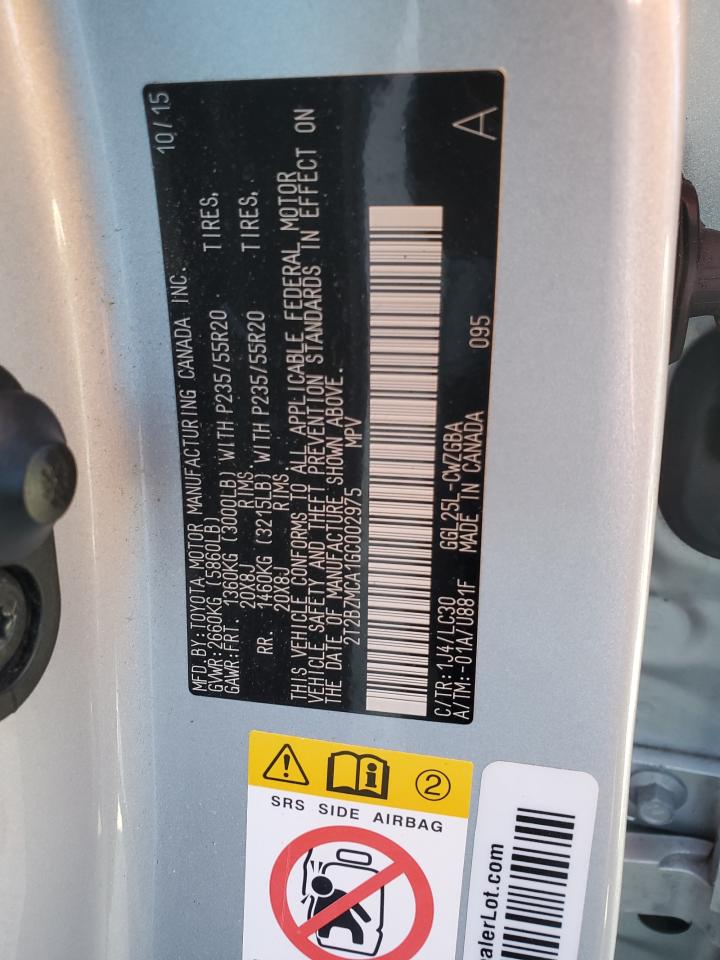 MFD BY:TOYOTA MOTOR MANUFACTURING CANADA INC. 10/15
GVWR:2660KG (5860LB)
GAWR:FRT. 1360KG (3000LB) WITH P235/55R20 TIRES,
20X8J RIMS.
RR. 1460KG (3215LB) WITH P235/55R20 TIRES,
20X8J RIMS.
THIS VEHICLE CONFORMS TO ALL APPLICABLE FEDERAL MOTOR
VEHICLE SAFETY AND THEFT PREVENTION STANDARDS IN EFFECT ON
THE DATE OF MANUFACTURE SHOWN ABOVE.
2T2BZMCA1GC002975 MPV
C/TR:1J4/LC30 GGL25L-CWZGBA 095 A
A/TM:-01A/U881F MADE IN CANADA
2
SRS SIDE AIRBAG
alerLot.com